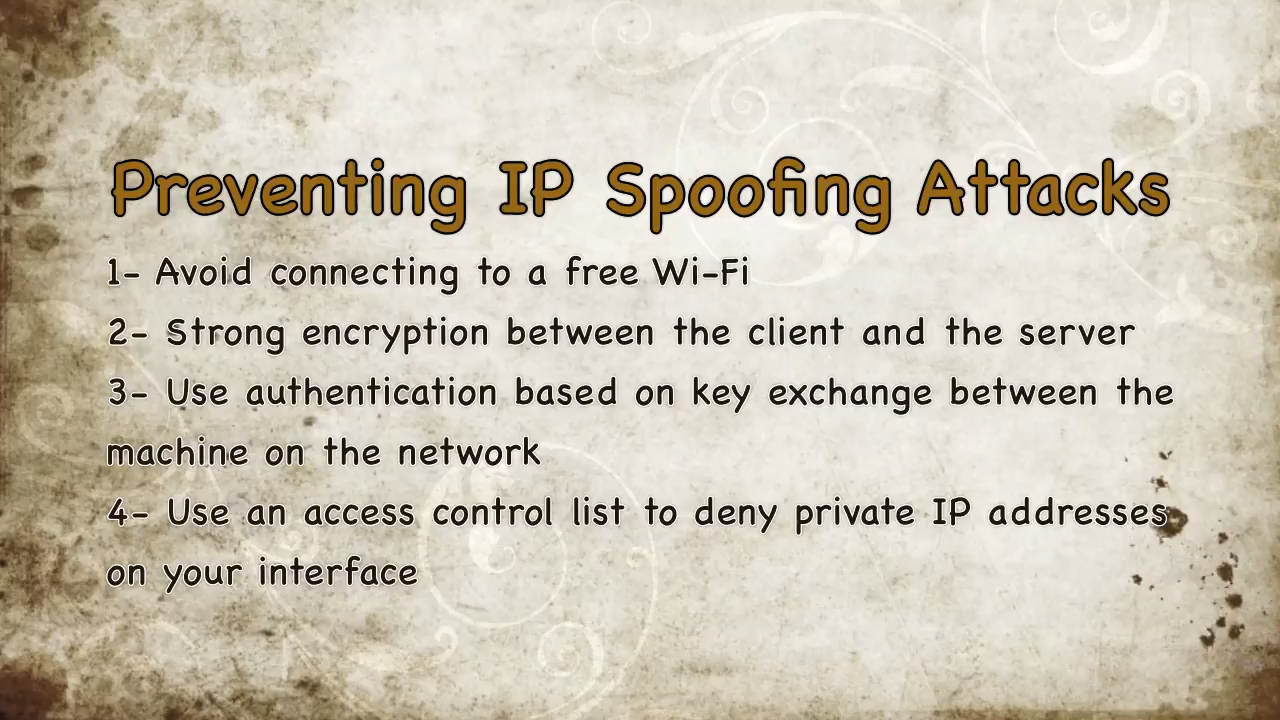 Preventing IP Spoofing Attacks
1- Avoid connecting to a free Wi-Fi
2- Strong encryption between the client and the server
3- Use authentication based on key exchange between the
machine on the network
4- Use an access control list to deny private IP addresses
on your interface